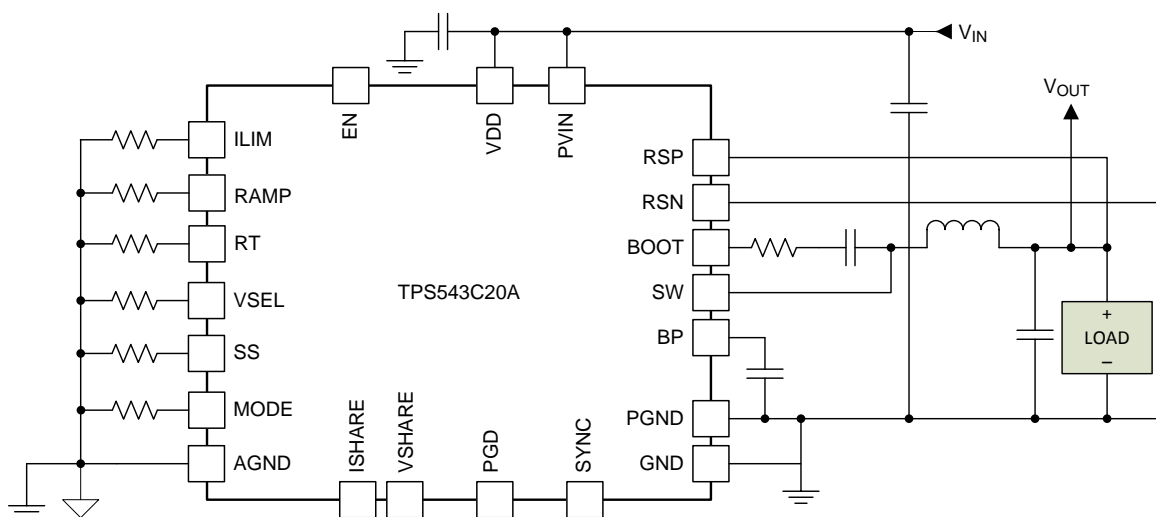 V_IN
V_OUT
EN
VDD
PVIN
ILIM
RAMP
RT
VSEL
SS
MODE
AGND
TPS543C20A
RSP
RSN
BOOT
SW
BP
PGND
GND
+
LOAD
–
ISHARE
VSHARE
PGD
SYNC